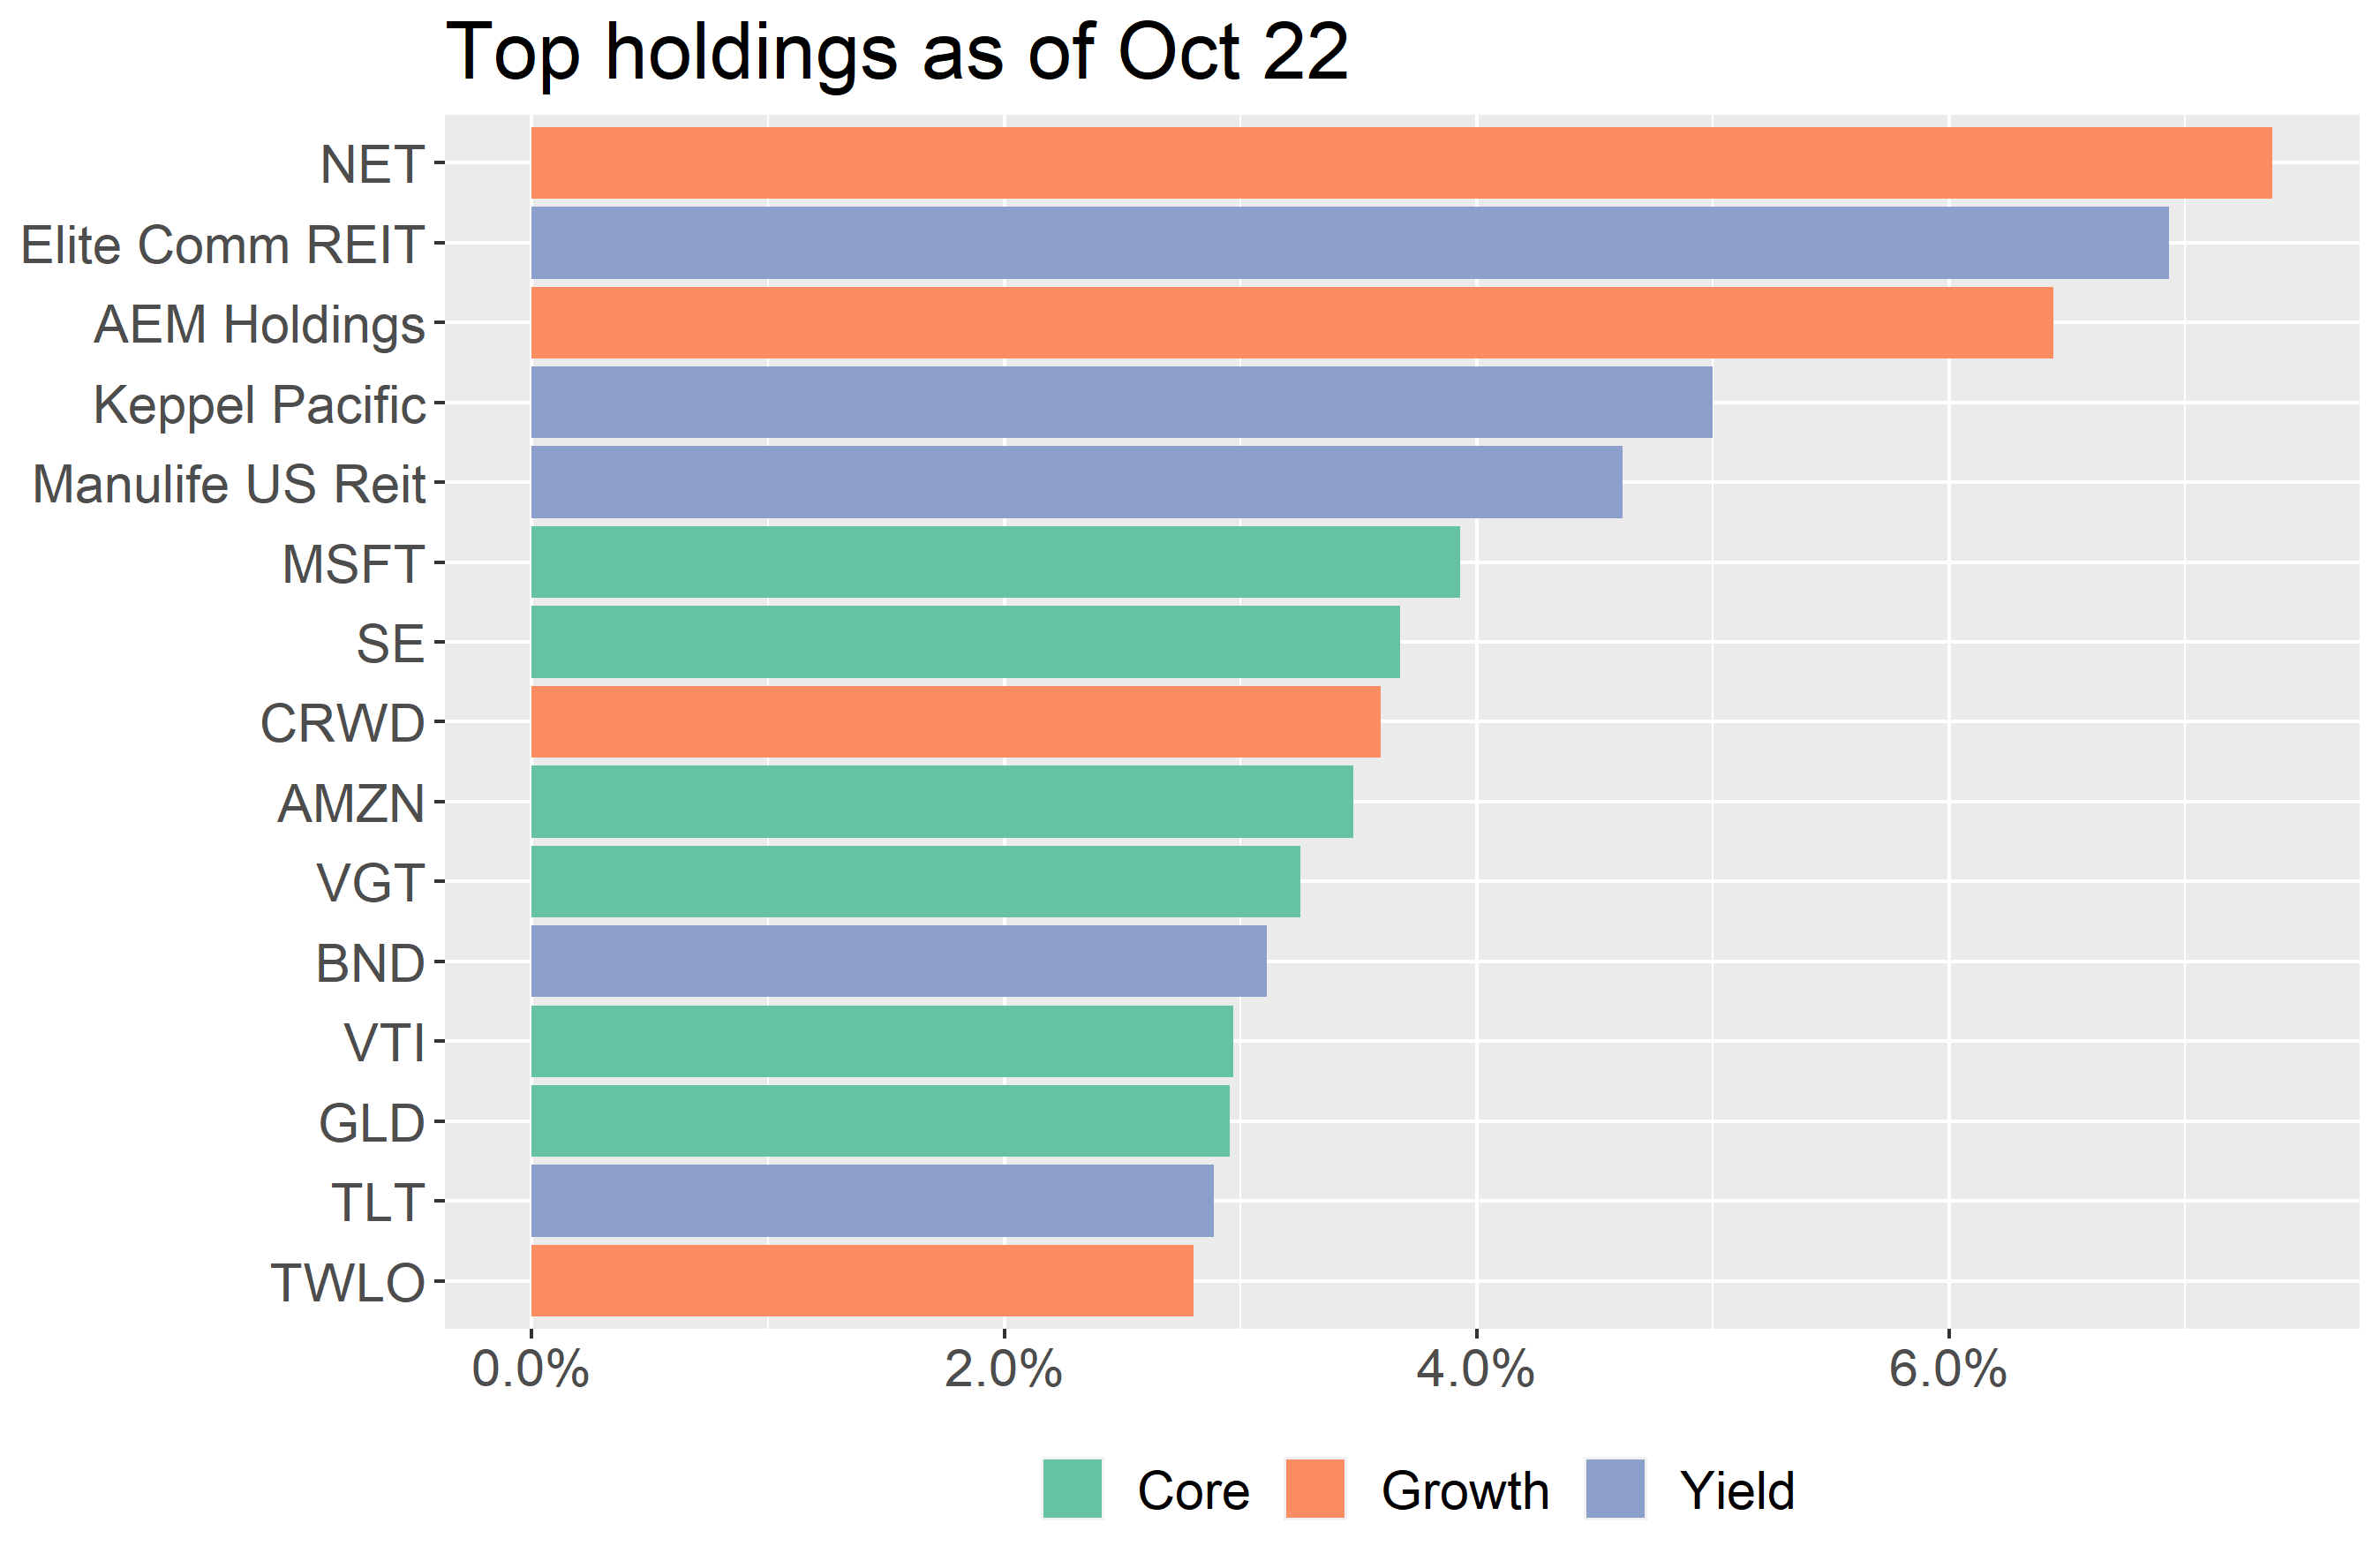 Top holdings as of Oct 22
NET
Elite Comm REIT
AEM Holdings
Keppel Pacific
Manulife US Reit
MSFT
SE
CRWD
AMZN
VGT
BND
VTI
GLD
TLT
TWLO
0.0% 2.0% 4.0% 6.0%
Core Growth Yield